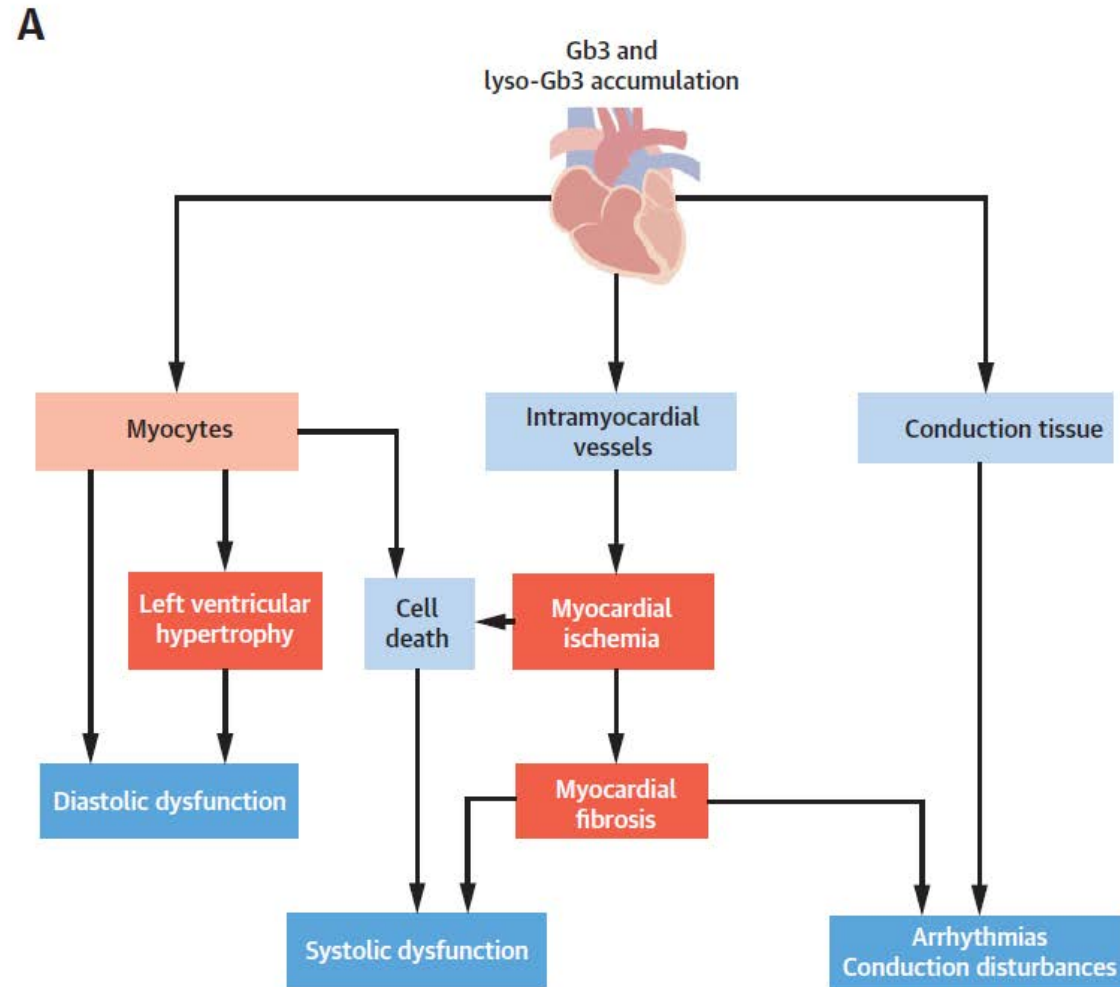 A
Gb3 and
lyso-Gb3 accumulation
Myocytes
Intramyocardial
vessels
Conduction tissue
Left ventricular
hypertrophy
Cell
death
Myocardial
ischemia
Diastolic dysfunction
Myocardial
fibrosis
Systolic dysfunction
Arrhythmias
Conduction disturbances